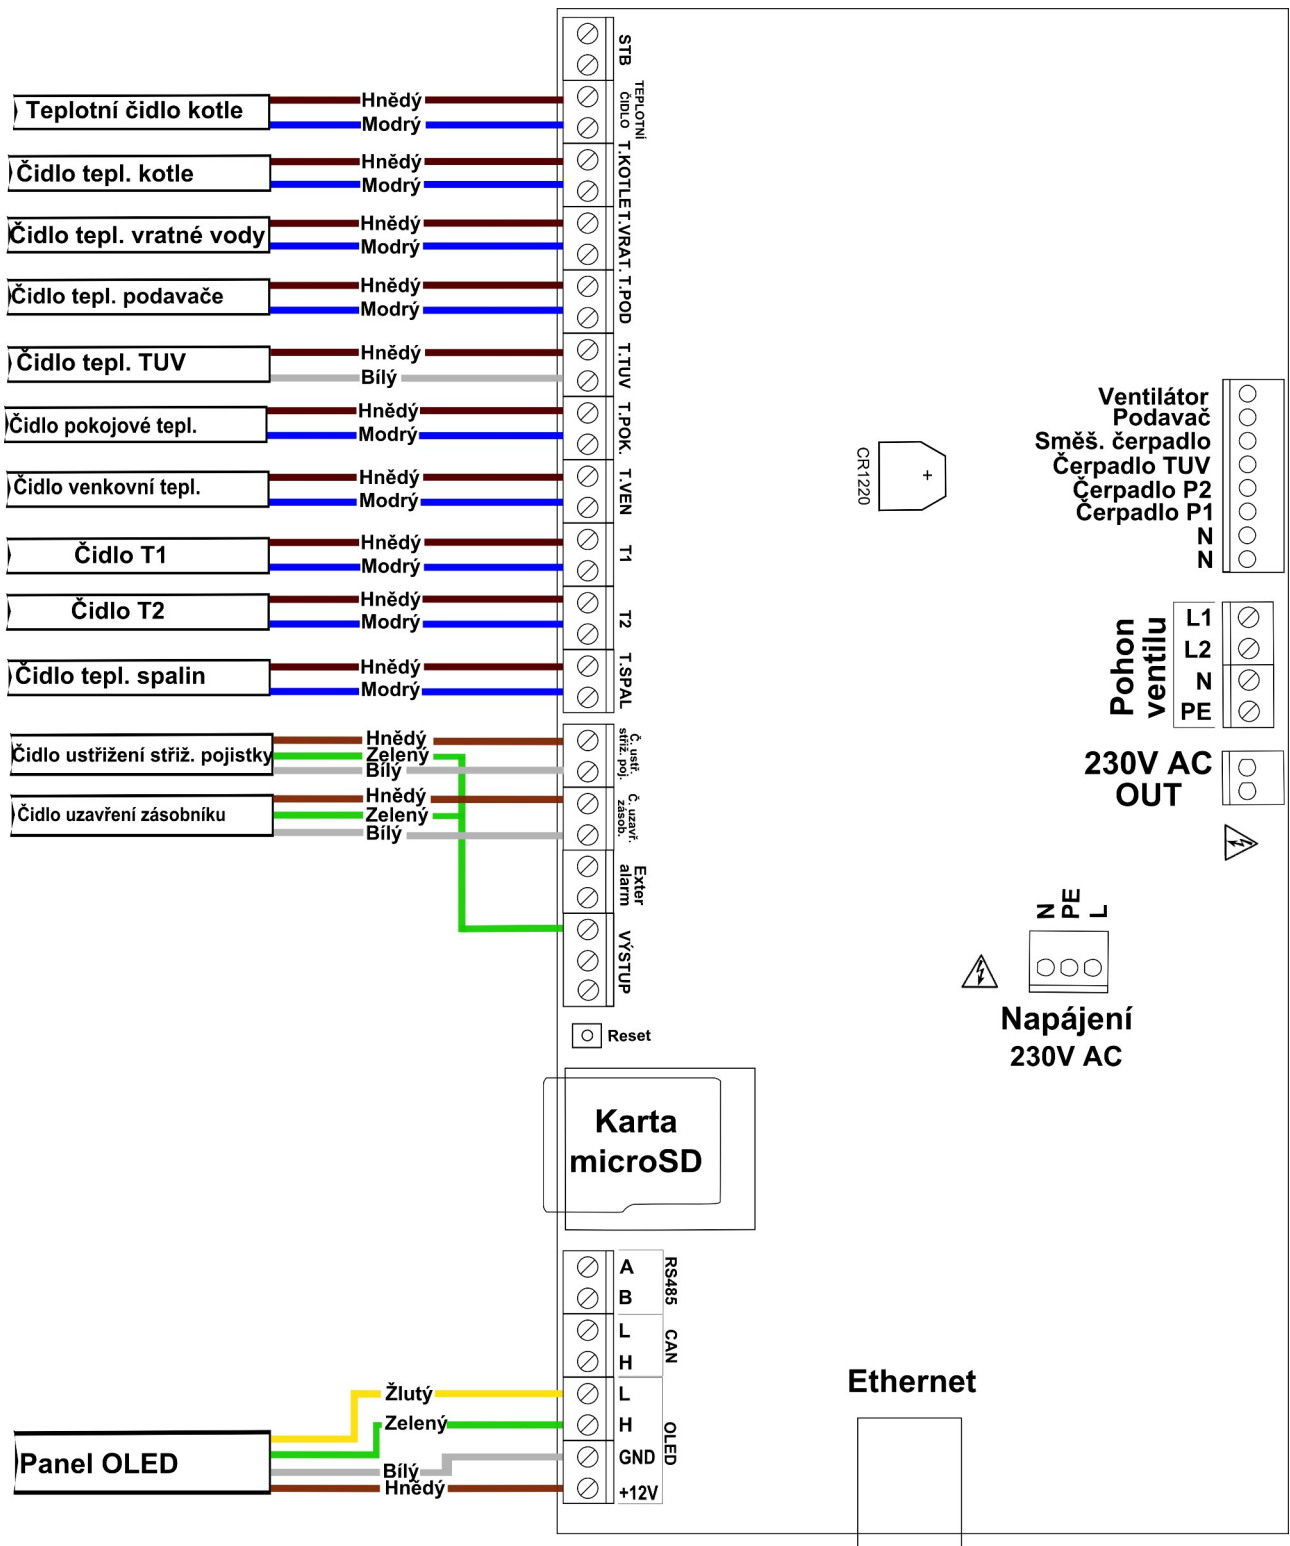 STB
Teplotní čidlo kotle
Hnědý
Modrý
TEPLOTNÍ
ČIDLO
Čidlo tepl. kotle
Hnědý
Modrý
T.KOTLE
Čidlo tepl. vratné vody
Hnědý
Modrý
T.VRAT.
Čidlo tepl. podavače
Hnědý
Modrý
T.POD
Čidlo tepl. TUV
Hnědý
Bílý
T.TUV
Čidlo pokojové tepl.
Hnědý
Modrý
T.POK.
Čidlo venkovní tepl.
Hnědý
Modrý
T.VEN
Čidlo T1
Hnědý
Modrý
T1
Čidlo T2
Hnědý
Modrý
T2
Čidlo tepl. spalin
Hnědý
Modrý
T.SPAL
Čidlo ustřižení střiž. pojistky
Hnědý
Zelený
Bílý
Č. ustř.
střiž. poj.
Čidlo uzavření zásobníku
Hnědý
Zelený
Bílý
Č. uzavř.
zásob.
Exter
alarm
VÝSTUP
Reset
Karta
microSD
A
B
RS485
L
H
CAN
Panel OLED
Žlutý
Zelený
Bílý
Hnědý
L
H
GND
+12V
OLED
CR1220
+
Ventilátor
Podavač
Směš. čerpadlo
Čerpadlo TUV
Čerpadlo P2
Čerpadlo P1
N
N
Pohon
ventilu
L1
L2
N
PE
230V AC
OUT
N
PE
L
Napájení
230V AC
Ethernet